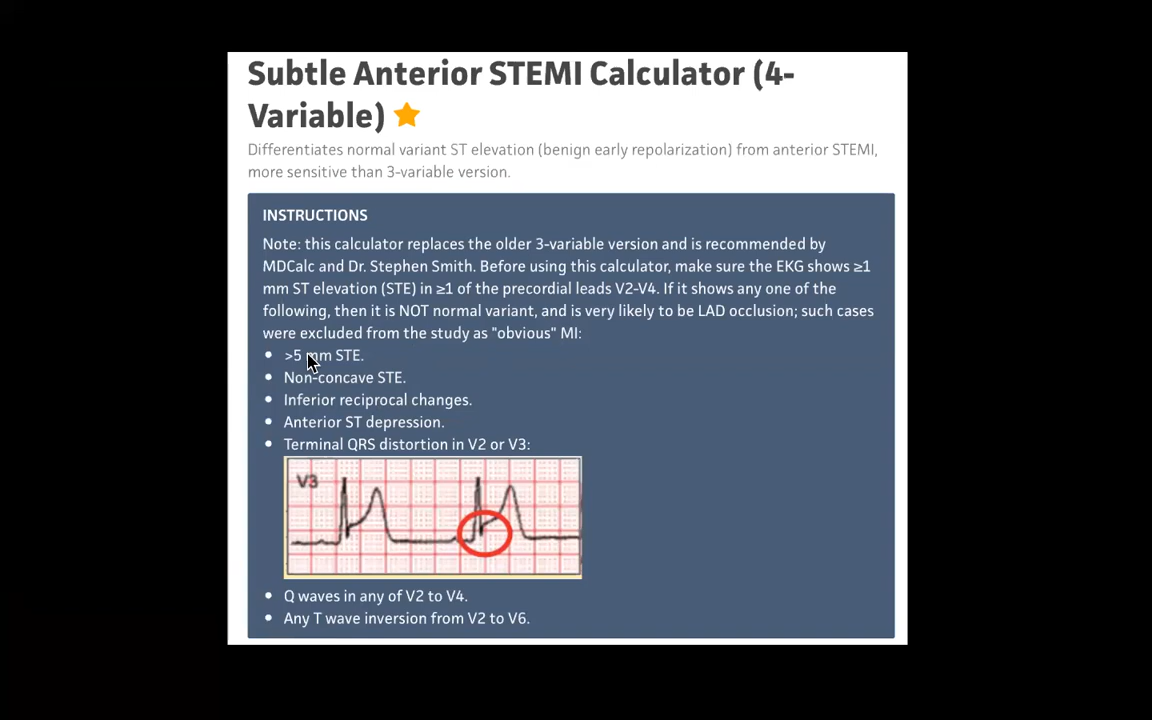 Subtle Anterior STEMI Calculator (4-
Variable)
Differentiates normal variant ST elevation (benign early repolarization) from anterior STEMI,
more sensitive than 3-variable version.
INSTRUCTIONS
Note: this calculator replaces the older 3-variable version and is recommended by
MDCalc and Dr. Stephen Smith. Before using this calculator, make sure the EKG shows ≥1
mm ST elevation (STE) in ≥1 of the precordial leads V2-V4. If it shows any one of the
following, then it is NOT normal variant, and is very likely to be LAD occlusion; such cases
were excluded from the study as "obvious" MI:
• >5 mm STE.
• Non-concave STE.
• Inferior reciprocal changes.
• Anterior ST depression.
• Terminal QRS distortion in V2 or V3:
V3
• Q waves in any of V2 to V4.
• Any T wave inversion from V2 to V6.